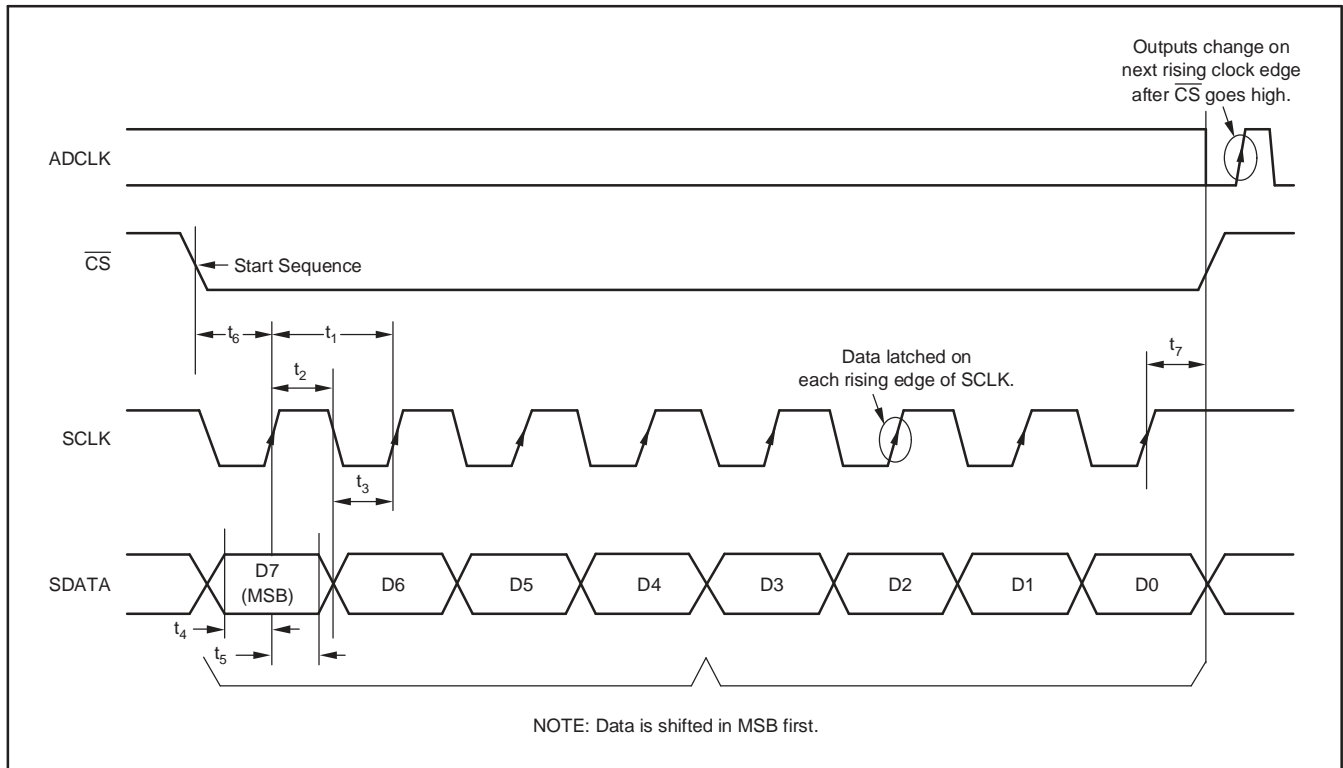 Outputs change on
next rising clock edge
after C̅S̅ goes high.
ADCLK
C̅S̅
Start Sequence
t6
t1
t2
Data latched on
each rising edge of SCLK.
t7
SCLK
t3
SDATA
D7
(MSB)
D6
D5
D4
D3
D2
D1
D0
t4
t5
NOTE: Data is shifted in MSB first.